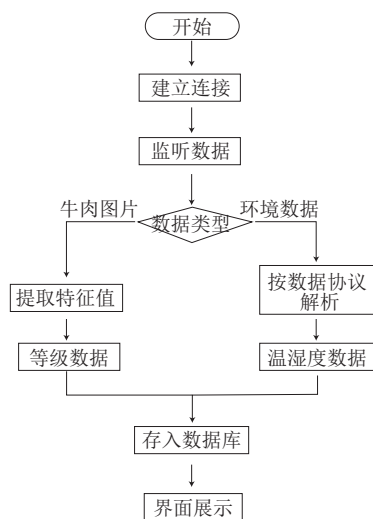 开始
建立连接
监听数据
牛肉图片
环境数据
数据类型
提取特征值
按数据协议
解析
等级数据
温湿度数据
存入数据库
界面展示